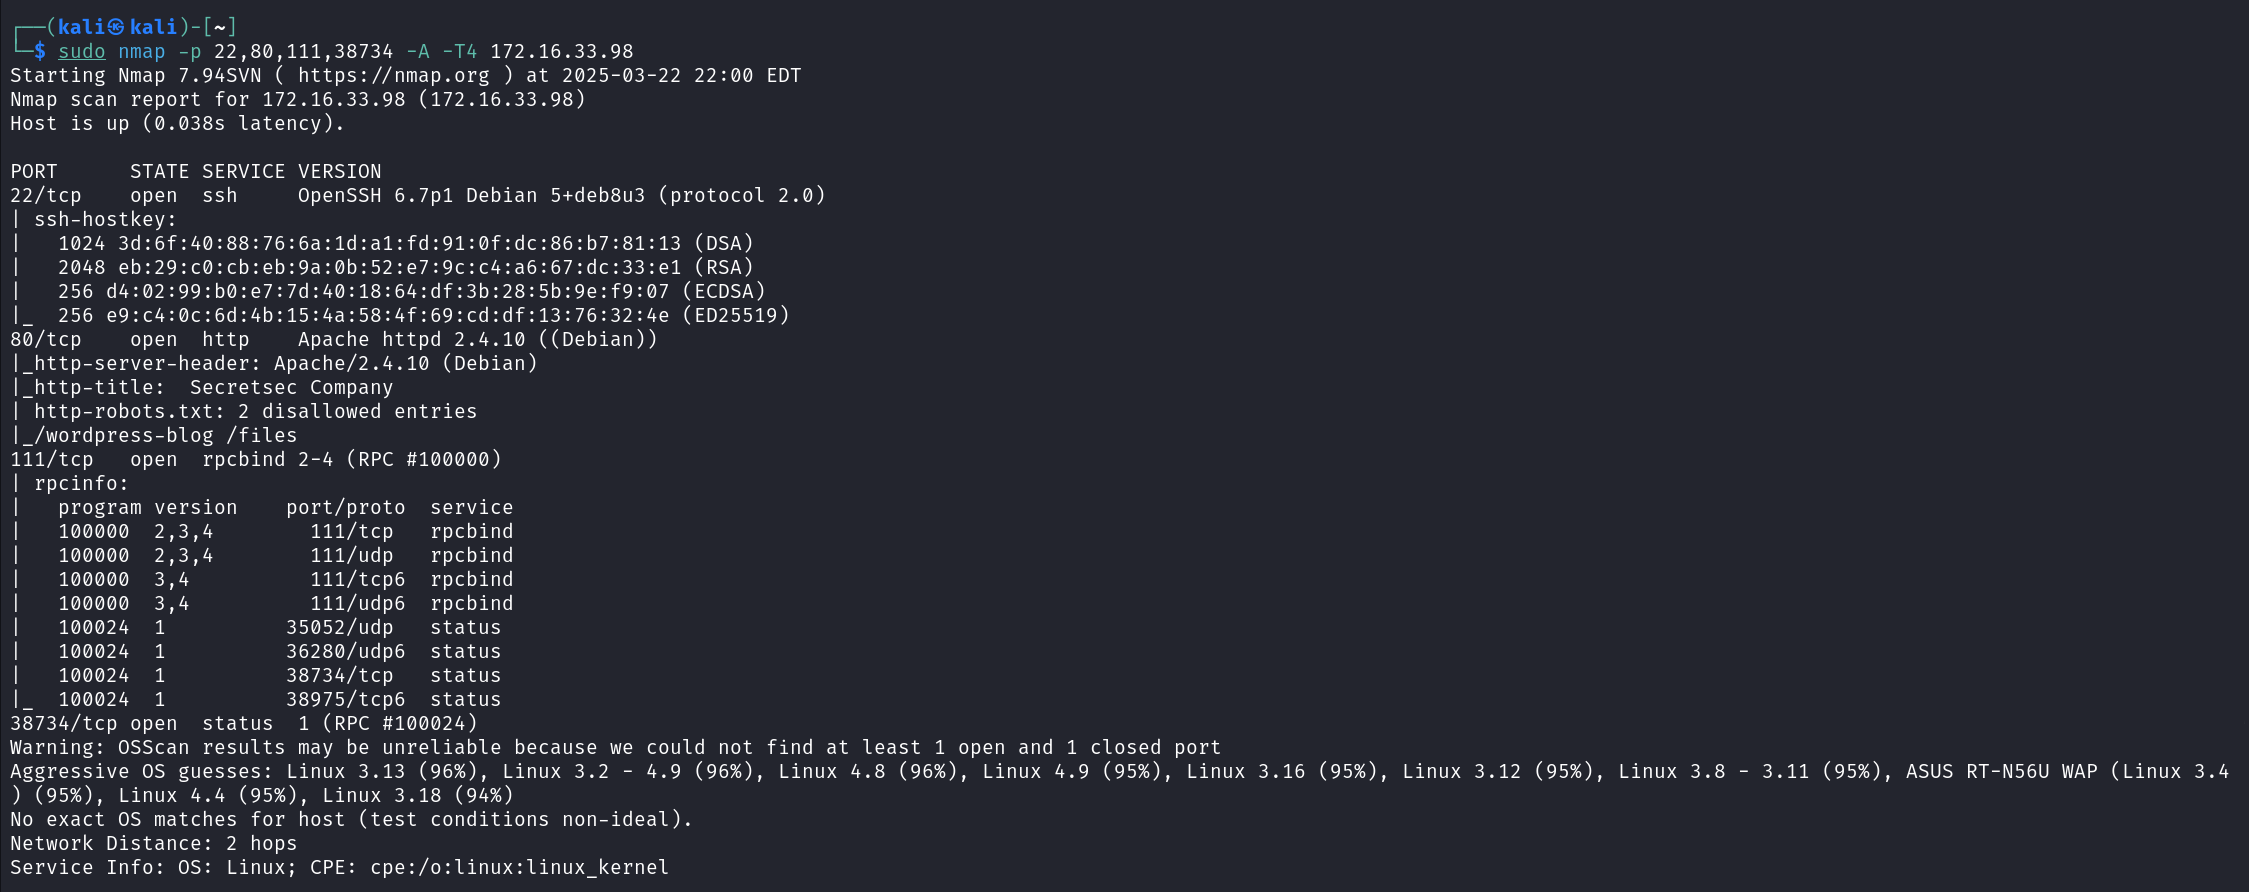 ┌──(kali㉿kali)-[~]
└─$ sudo nmap -p 22,80,111,38734 -A -T4 172.16.33.98
Starting Nmap 7.94SVN ( https://nmap.org ) at 2025-03-22 22:00 EDT
Nmap scan report for 172.16.33.98 (172.16.33.98)
Host is up (0.038s latency).

PORT      STATE SERVICE VERSION
22/tcp    open  ssh     OpenSSH 6.7p1 Debian 5+deb8u3 (protocol 2.0)
| ssh-hostkey:
|   1024 3d:6f:40:88:76:6a:1d:a1:fd:91:0f:dc:86:b7:81:13 (DSA)
|   2048 eb:29:c0:cb:eb:9a:0b:52:e7:9c:c4:a6:67:dc:33:e1 (RSA)
|   256 d4:02:99:b0:e7:7d:40:18:64:df:3b:28:5b:9e:f9:07 (ECDSA)
|_  256 e9:c4:0c:6d:4b:15:4a:58:4f:69:cd:df:13:76:32:4e (ED25519)
80/tcp    open  http    Apache httpd 2.4.10 ((Debian))
|_http-server-header: Apache/2.4.10 (Debian)
|_http-title:  Secretsec Company
| http-robots.txt: 2 disallowed entries
|_/wordpress-blog /files
111/tcp   open  rpcbind 2-4 (RPC #100000)
| rpcinfo:
|   program version    port/proto  service
|   100000  2,3,4        111/tcp   rpcbind
|   100000  2,3,4        111/udp   rpcbind
|   100000  3,4          111/tcp6  rpcbind
|   100000  3,4          111/udp6  rpcbind
|   100024  1          35052/udp   status
|   100024  1          36280/udp6  status
|   100024  1          38734/tcp   status
|_  100024  1          38975/tcp6  status
38734/tcp open  status  1 (RPC #100024)
Warning: OSScan results may be unreliable because we could not find at least 1 open and 1 closed port
Aggressive OS guesses: Linux 3.13 (96%), Linux 3.2 - 4.9 (96%), Linux 4.8 (96%), Linux 4.9 (95%), Linux 3.16 (95%), Linux 3.12 (95%), Linux 3.8 - 3.11 (95%), ASUS RT-N56U WAP (Linux 3.4
) (95%), Linux 4.4 (95%), Linux 3.18 (94%)
No exact OS matches for host (test conditions non-ideal).
Network Distance: 2 hops
Service Info: OS: Linux; CPE: cpe:/o:linux:linux_kernel